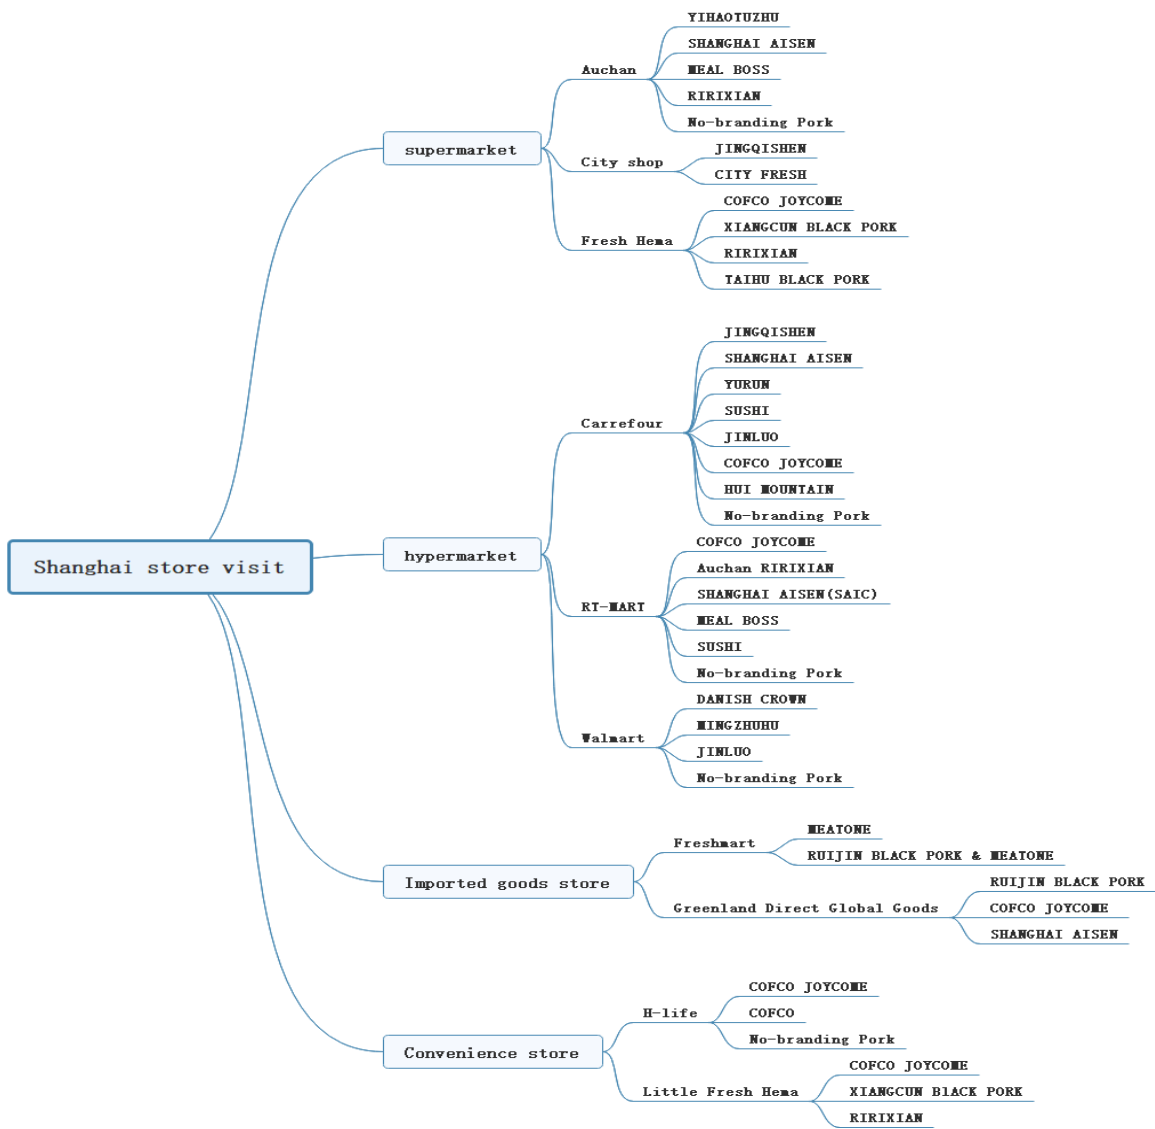 Shanghai store visit
supermarket
Auchan
YIHAOTUZHU
SHANGHAI AISEN
MEAL BOSS
RIRIXIAN
No-branding Pork
City shop
JINGQISHEN
CITY FRESH
Fresh Hema
COFCO JOYCOME
XIANGCUN BLACK PORK
RIRIXIAN
TAIHU BLACK PORK
hypermarket
Carrefour
JINGQISHEN
SHANGHAI AISEN
YURUN
SUSHI
JINLUO
COFCO JOYCOME
HUI MOUNTAIN
No-branding Pork
RT-MART
COFCO JOYCOME
Auchan RIRIXIAN
SHANGHAI AISEN(SAIC)
MEAL BOSS
SUSHI
No-branding Pork
Walmart
DANISH CROWN
MINGZHUHU
JINLUO
No-branding Pork
Imported goods store
Freshmart
MEATONE
RUIJIN BLACK PORK & MEATONE
Greenland Direct Global Goods
RUIJIN BLACK PORK
COFCO JOYCOME
SHANGHAI AISEN
Convenience store
H-life
COFCO JOYCOME
COFCO
No-branding Pork
Little Fresh Hema
COFCO JOYCOME
XIANGCUN BlACK PORK
RIRIXIAN